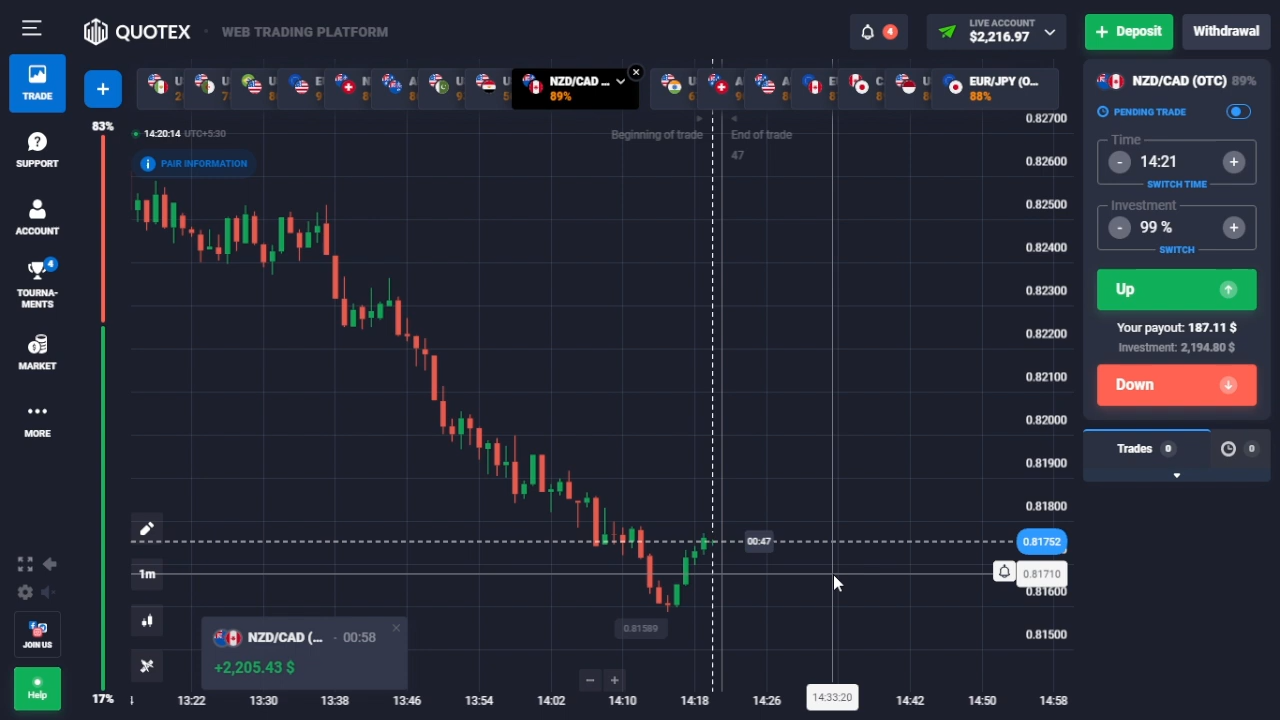 QUOTEX
WEB TRADING PLATFORM
4
LIVE ACCOUNT
$2,216.97
+ Deposit
Withdrawal
TRADE
SUPPORT
ACCOUNT
4
TOURNA-
MENTS
MARKET
MORE
JOIN US
Help
+
NZD/CAD ...
89%
EUR/JPY (O...
88%
83%
17%
14:20:14 UTC+5:30
PAIR INFORMATION
Beginning of trade
End of trade
47
0.82700
0.82600
0.82500
0.82400
0.82300
0.82200
0.82100
0.82000
0.81900
0.81800
0.81752
0.81710
0.81600
0.81500
00:47
1m
0.81589
NZD/CAD (... - 00:58
+2,205.43 $
13:22
13:30
13:38
13:46
13:54
14:02
14:10
14:18
14:26
14:33:20
14:42
14:50
14:58
NZD/CAD (OTC) 89%
PENDING TRADE
Time
- 14:21 +
SWITCH TIME
Investment
- 99 % +
SWITCH
Up
Your payout: 187.11 $
Investment: 2,194.80 $
Down
Trades 0
0